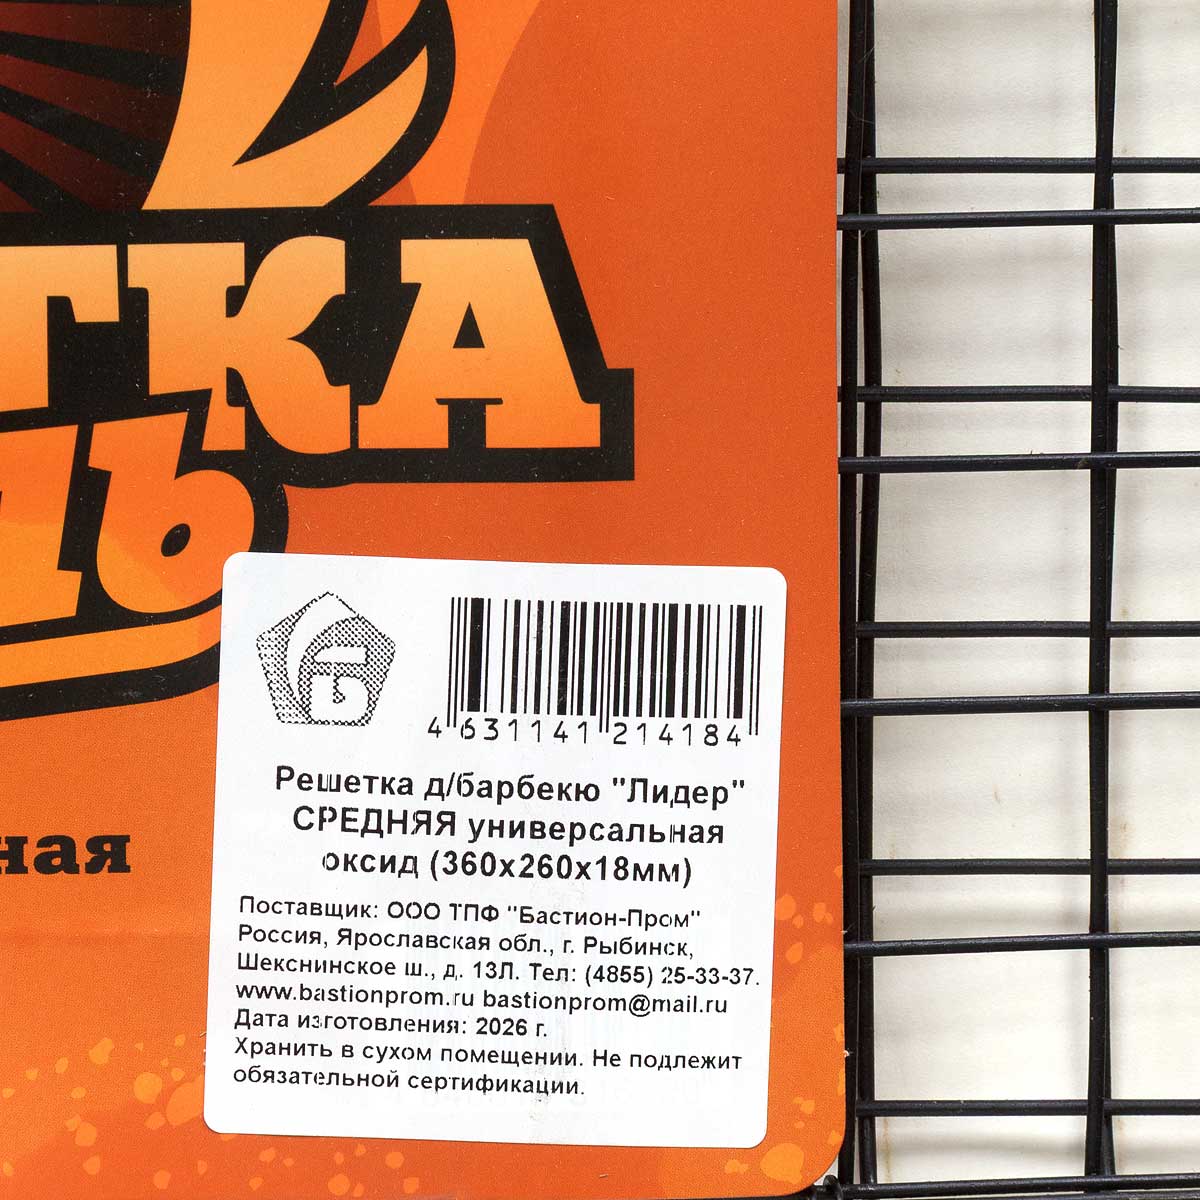 ТКА
ль
ная
4 631141 214184
Решетка д/барбекю "Лидер"
СРЕДНЯЯ универсальная
оксид (360х260х18мм)
Поставщик: ООО ТПФ "Бастион-Пром"
Россия, Ярославская обл., г. Рыбинск,
Шекснинское ш., д. 13Л. Тел: (4855) 25-33-37.
www.bastionprom.ru bastionprom@mail.ru
Дата изготовления: 2026 г.
Хранить в сухом помещении. Не подлежит
обязательной сертификации.